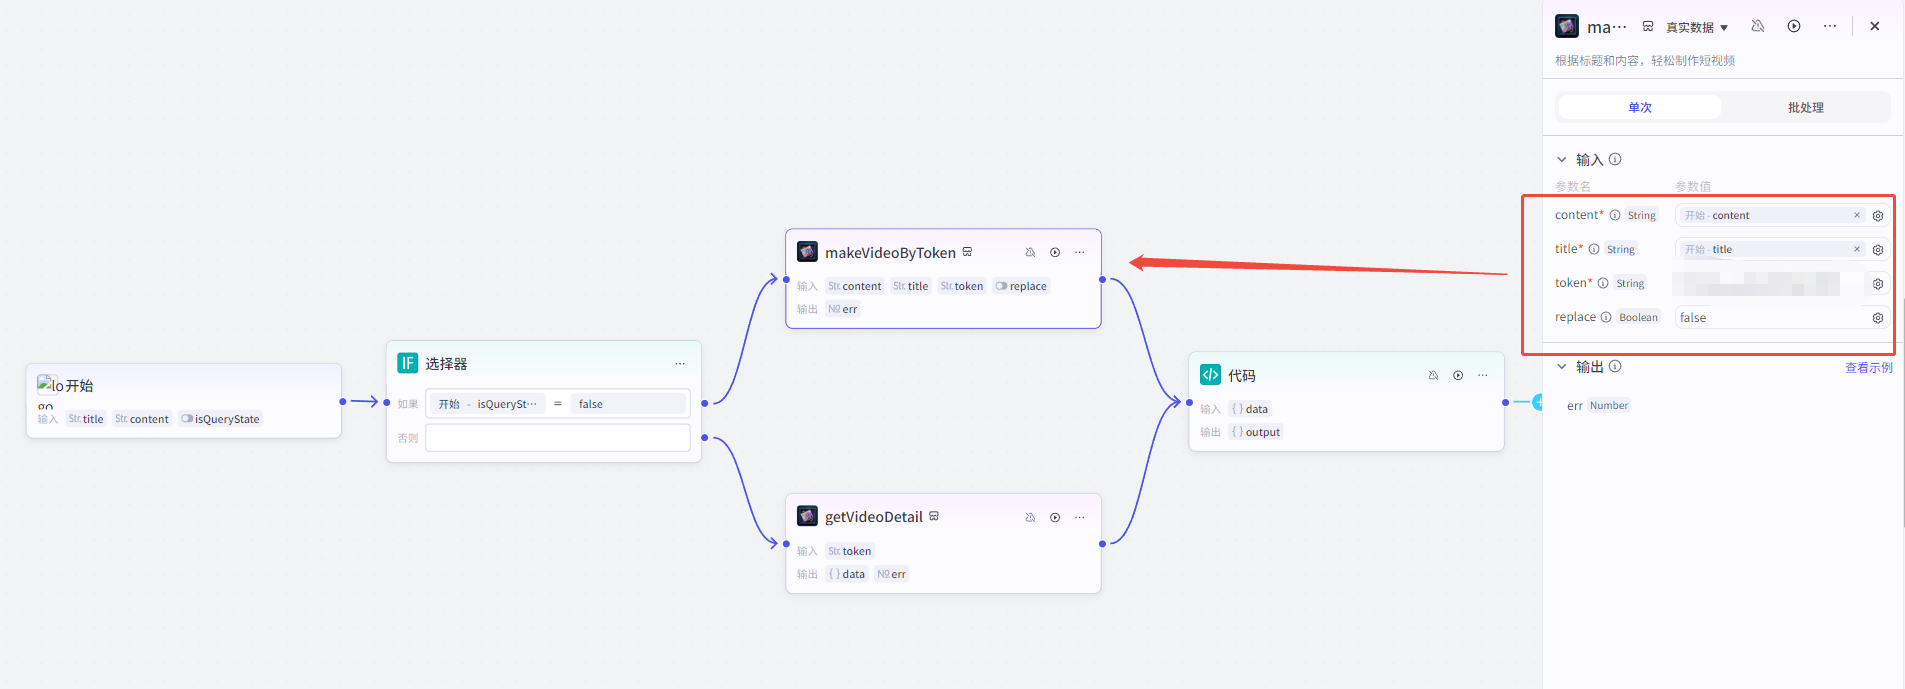 lo
go
开始
输入 Str. title Str. content isQueryState
IF 选择器 ···
如果 开始 - isQuerySt··· = false
否则
makeVideoByToken ···
输入 Str. content Str. title Str. token replace
输出 № err
getVideoDetail ···
输入 Str. token
输出 { } data № err
</> 代码 ···
输入 { } data
输出 { } output
ma··· 真实数据 ▼ ··· ×
根据标题和内容，轻松制作短视频
单次 批处理
输入
参数名 参数值
content* String 开始 - content ×
title* String 开始 - title ×
token* String
replace Boolean false
输出 查看示例
err Number